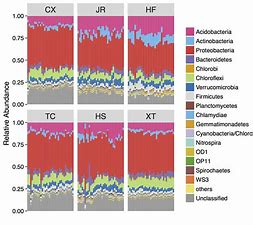 CX JR HF
1.00
0.75
0.50
0.25
0.00
Relative Abundance
TC HS XT
1.00
0.75
0.50
0.25
0.00
Acidobacteria
Actinobacteria
Proteobacteria
Bacteroidetes
Chlorobi
Chloroflexi
Verrucomicrobia
Firmicutes
Planctomycetes
Chlamydiae
Gemmatimonadetes
Cyanobacteria/Chloro
Nitrospira
OD1
OP11
Spirochaetes
WS3
others
Unclassified